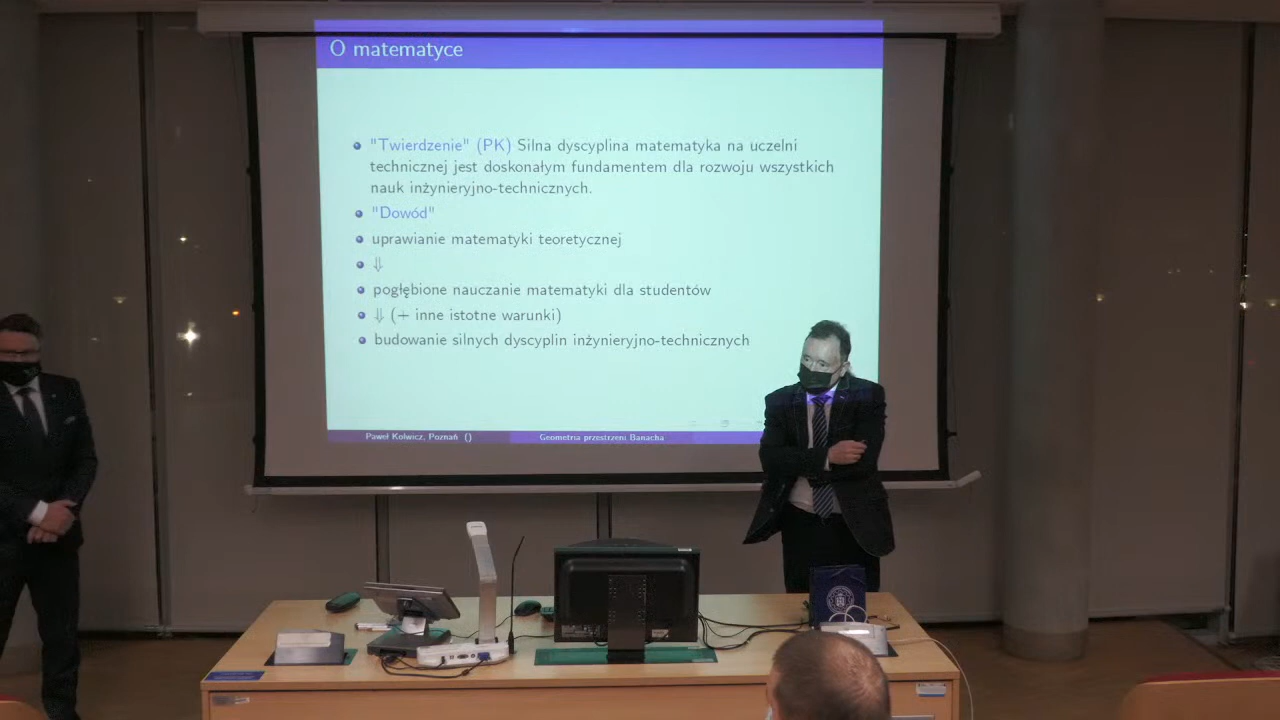 O matematyce
"Twierdzenie" (PK) Silna dyscyplina matematyka na uczelni
technicznej jest doskonałym fundamentem dla rozwoju wszystkich
nauk inżynieryjno-technicznych.
"Dowód"
uprawianie matematyki teoretycznej
⇓
pogłębione nauczanie matematyki dla studentów
⇓ (+ inne istotne warunki)
budowanie silnych dyscyplin inżynieryjno-technicznych
Paweł Kolwicz, Poznań ()
Geometria przestrzeni Banacha